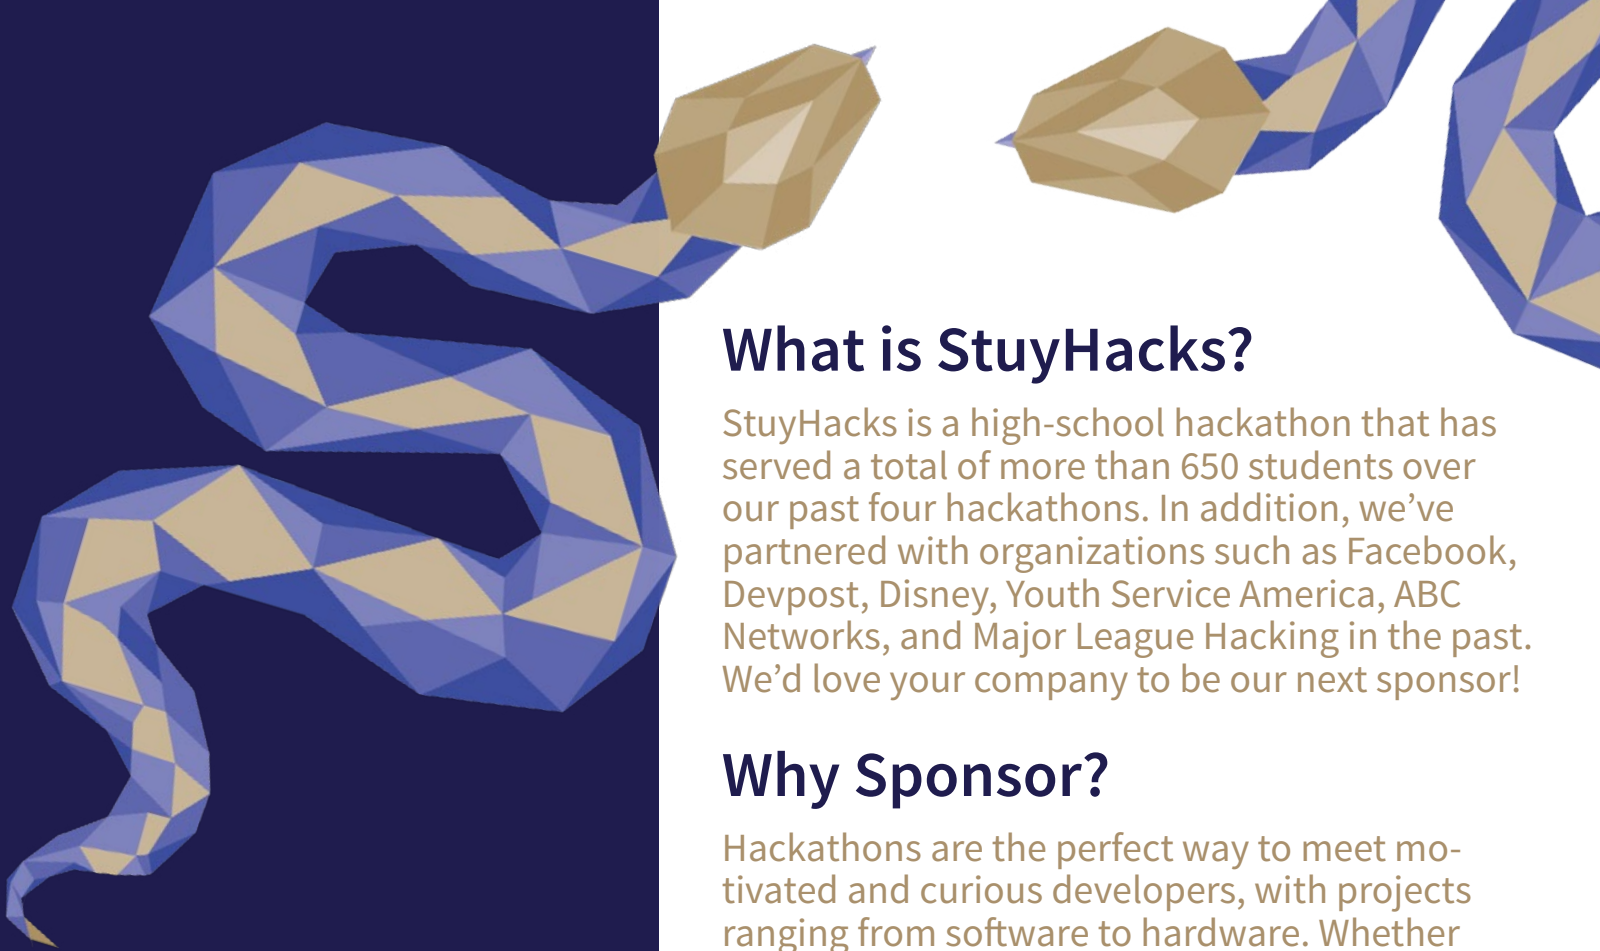 What is StuyHacks?
StuyHacks is a high-school hackathon that has
served a total of more than 650 students over
our past four hackathons. In addition, we’ve
partnered with organizations such as Facebook,
Devpost, Disney, Youth Service America, ABC
Networks, and Major League Hacking in the past.
We’d love your company to be our next sponsor!
Why Sponsor?
Hackathons are the perfect way to meet mo-
tivated and curious developers, with projects
ranging from software to hardware. Whether